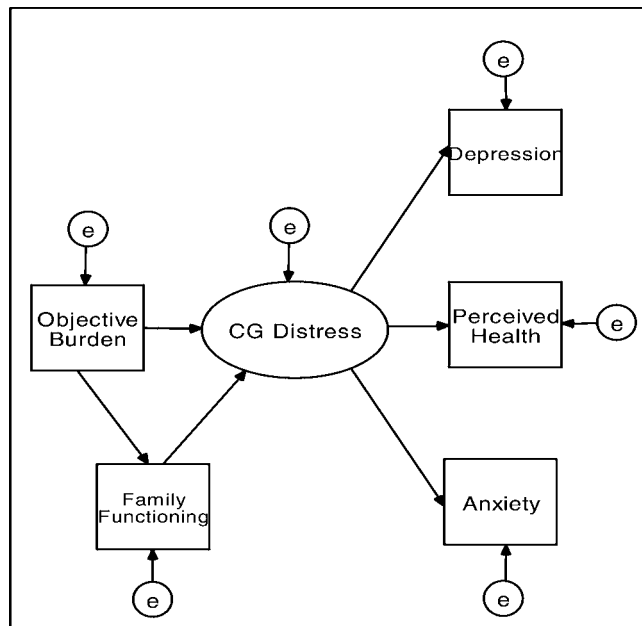 e
Depression
e
e
Objective
Burden
CG Distress
Perceived
Health
e
Family
Functioning
Anxiety
e
e